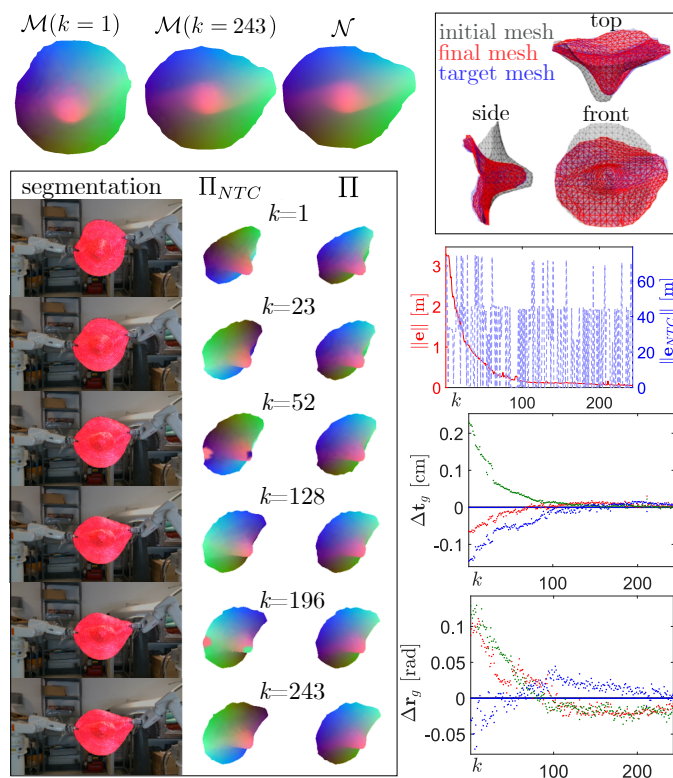 M(k = 1) M(k = 243) N
initial mesh
final mesh
target mesh
top
side
front
segmentation Π_NTC Π
k=1
k=23
k=52
k=128
k=196
k=243
||e|| [m]
3
2
1
0
||e_NTC|| [m]
60
40
20
0
k 100 200
Δt_g [cm]
0.2
0.1
0
-0.1
k 100 200
Δr_g [rad]
0.1
0.05
0
-0.05
k 100 200